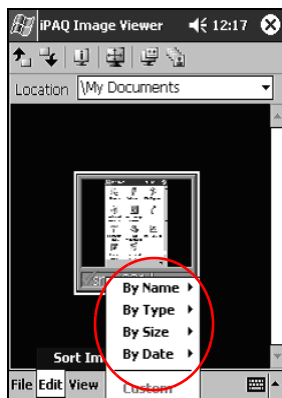 iPAQ Image Viewer 12:17
Location \My Documents
By Name
By Type
By Size
By Date
Sort Im
Custom
File Edit View